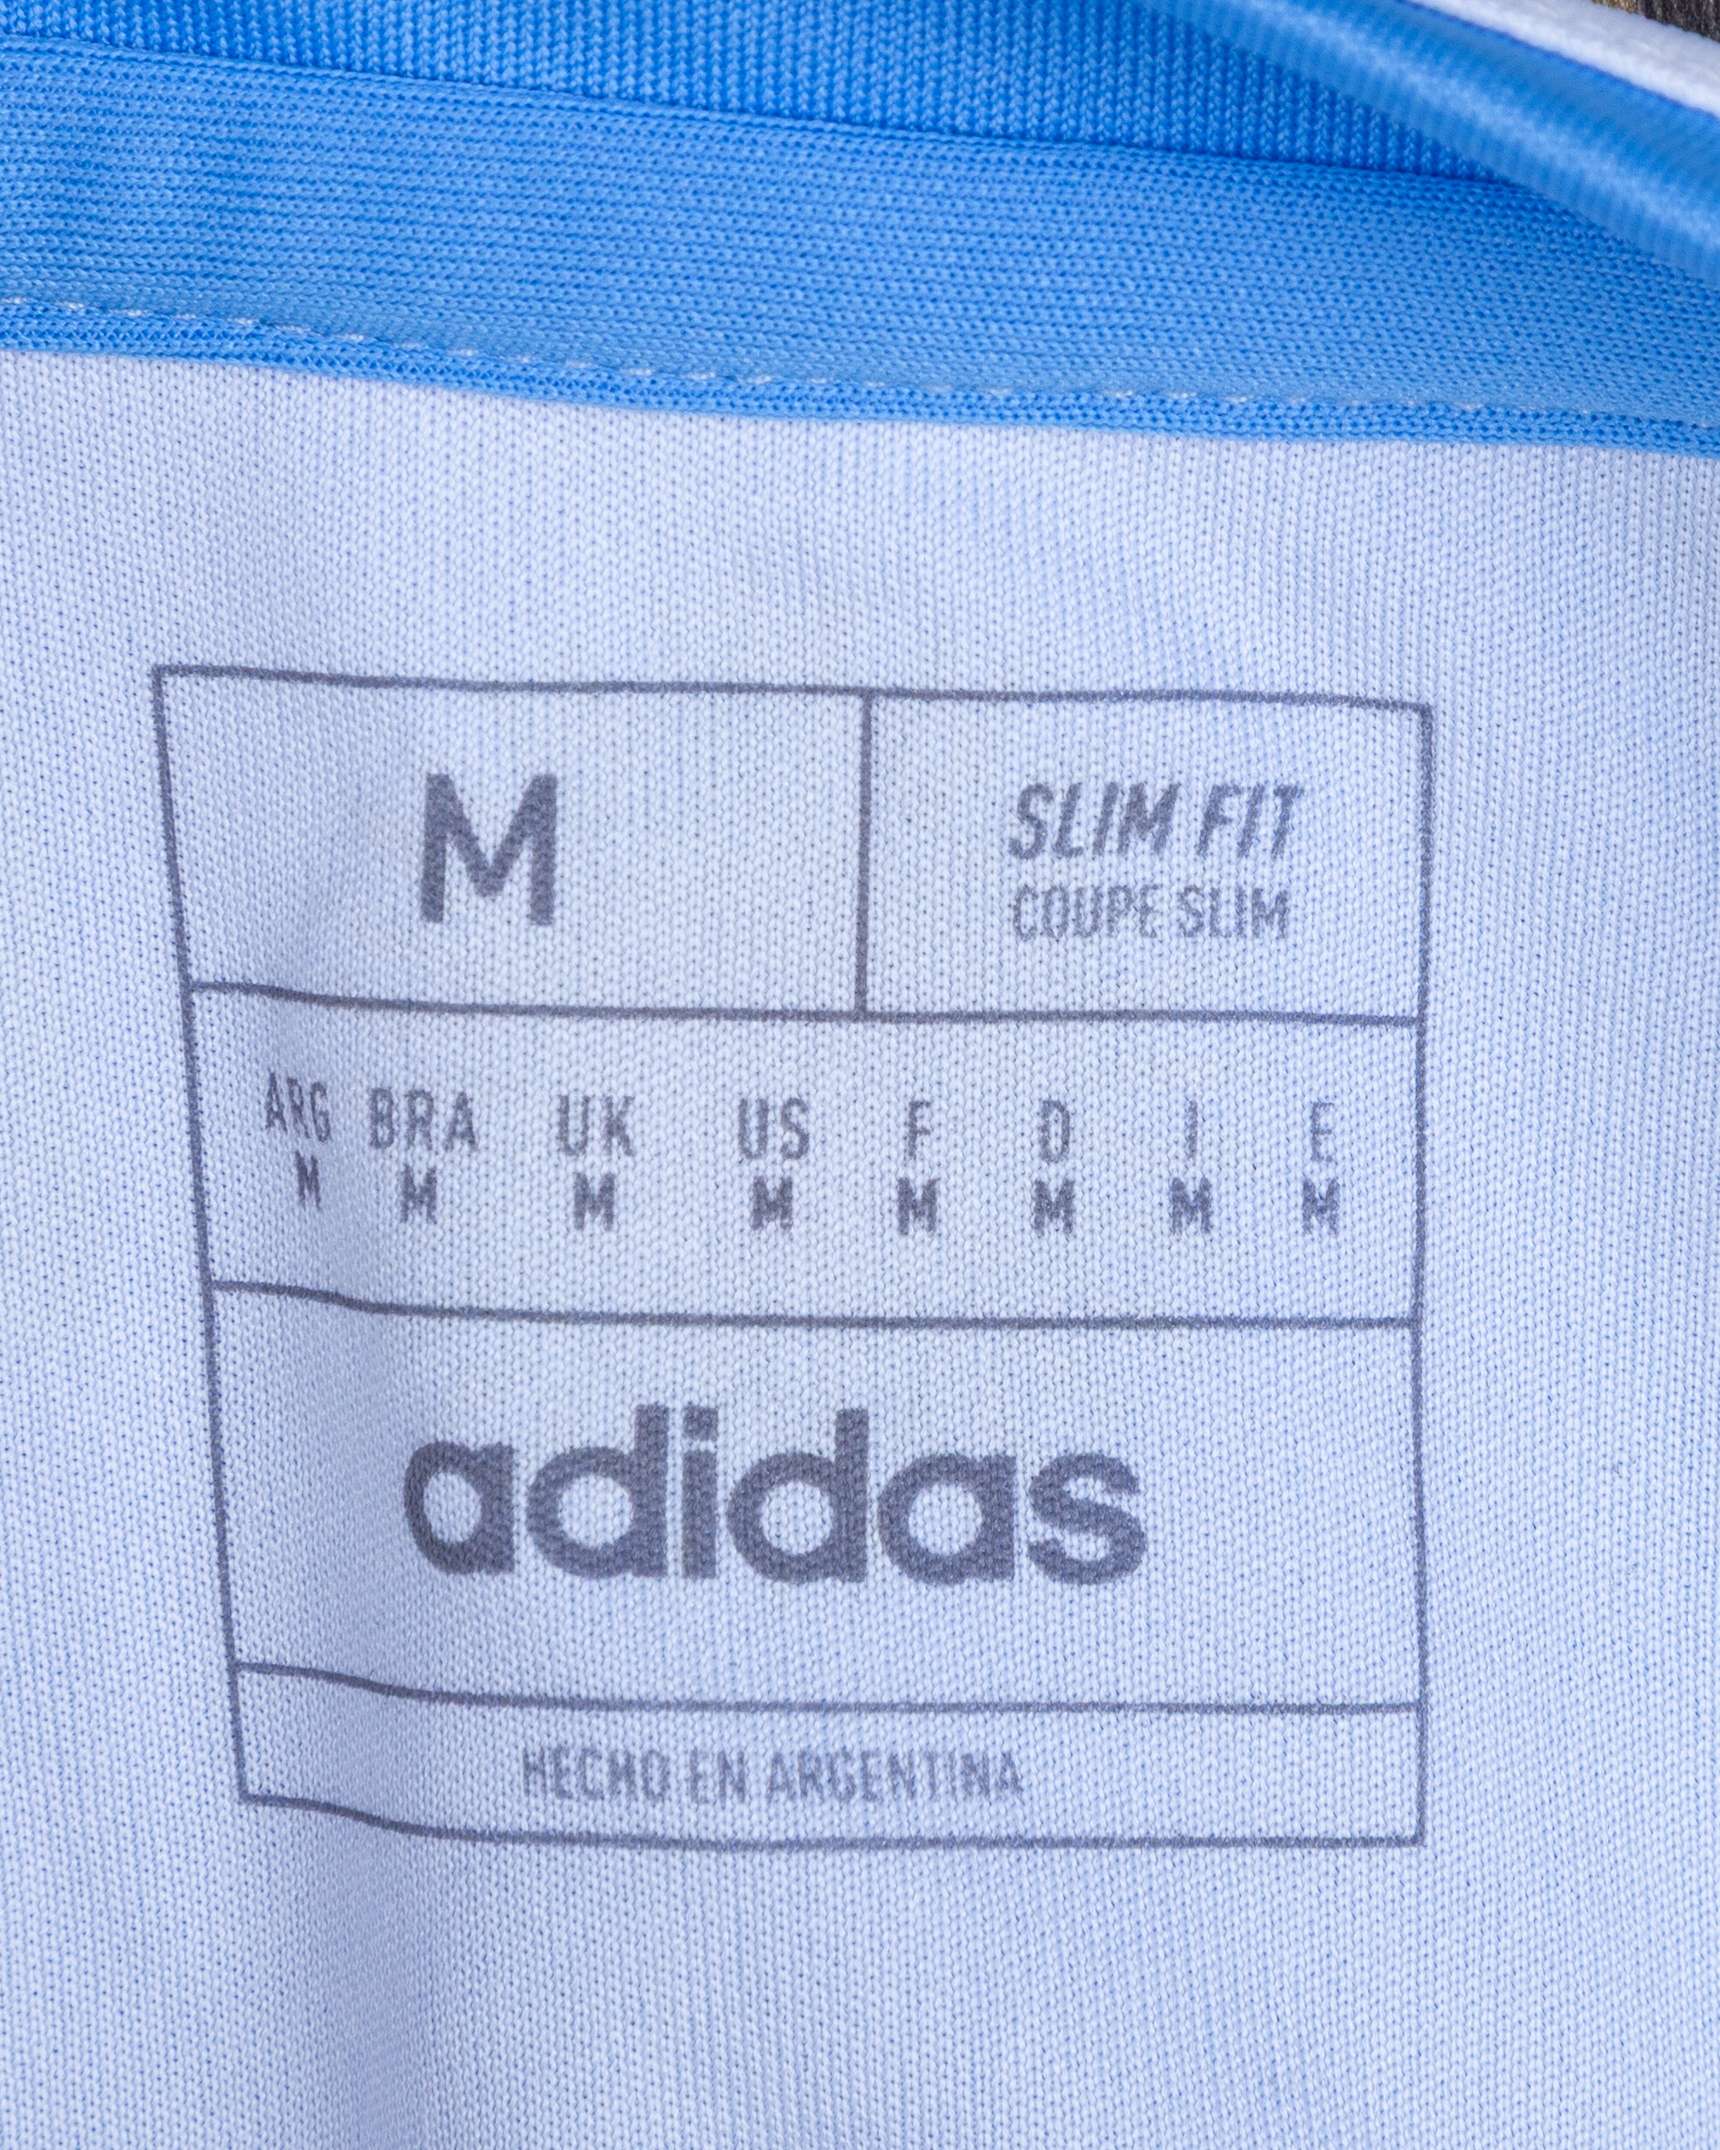 M
SLIM FIT
COUPE SLIM
ARG BRA UK US F D I E
M M M M M M M M
adidas
HECHO EN ARGENTINA